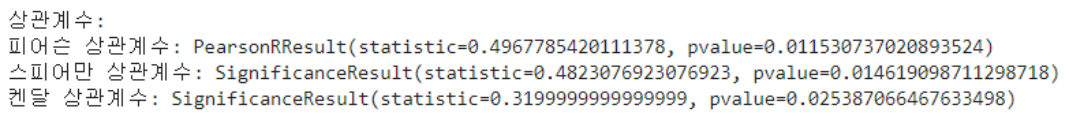 상관계수:
피어슨 상관계수: PearsonRResult(statistic=0.4967785420111378, pvalue=0.011530737020893524)
스피어만 상관계수: SignificanceResult(statistic=0.4823076923076923, pvalue=0.014619098711298718)
켄달 상관계수: SignificanceResult(statistic=0.3199999999999999, pvalue=0.025387066467633498)